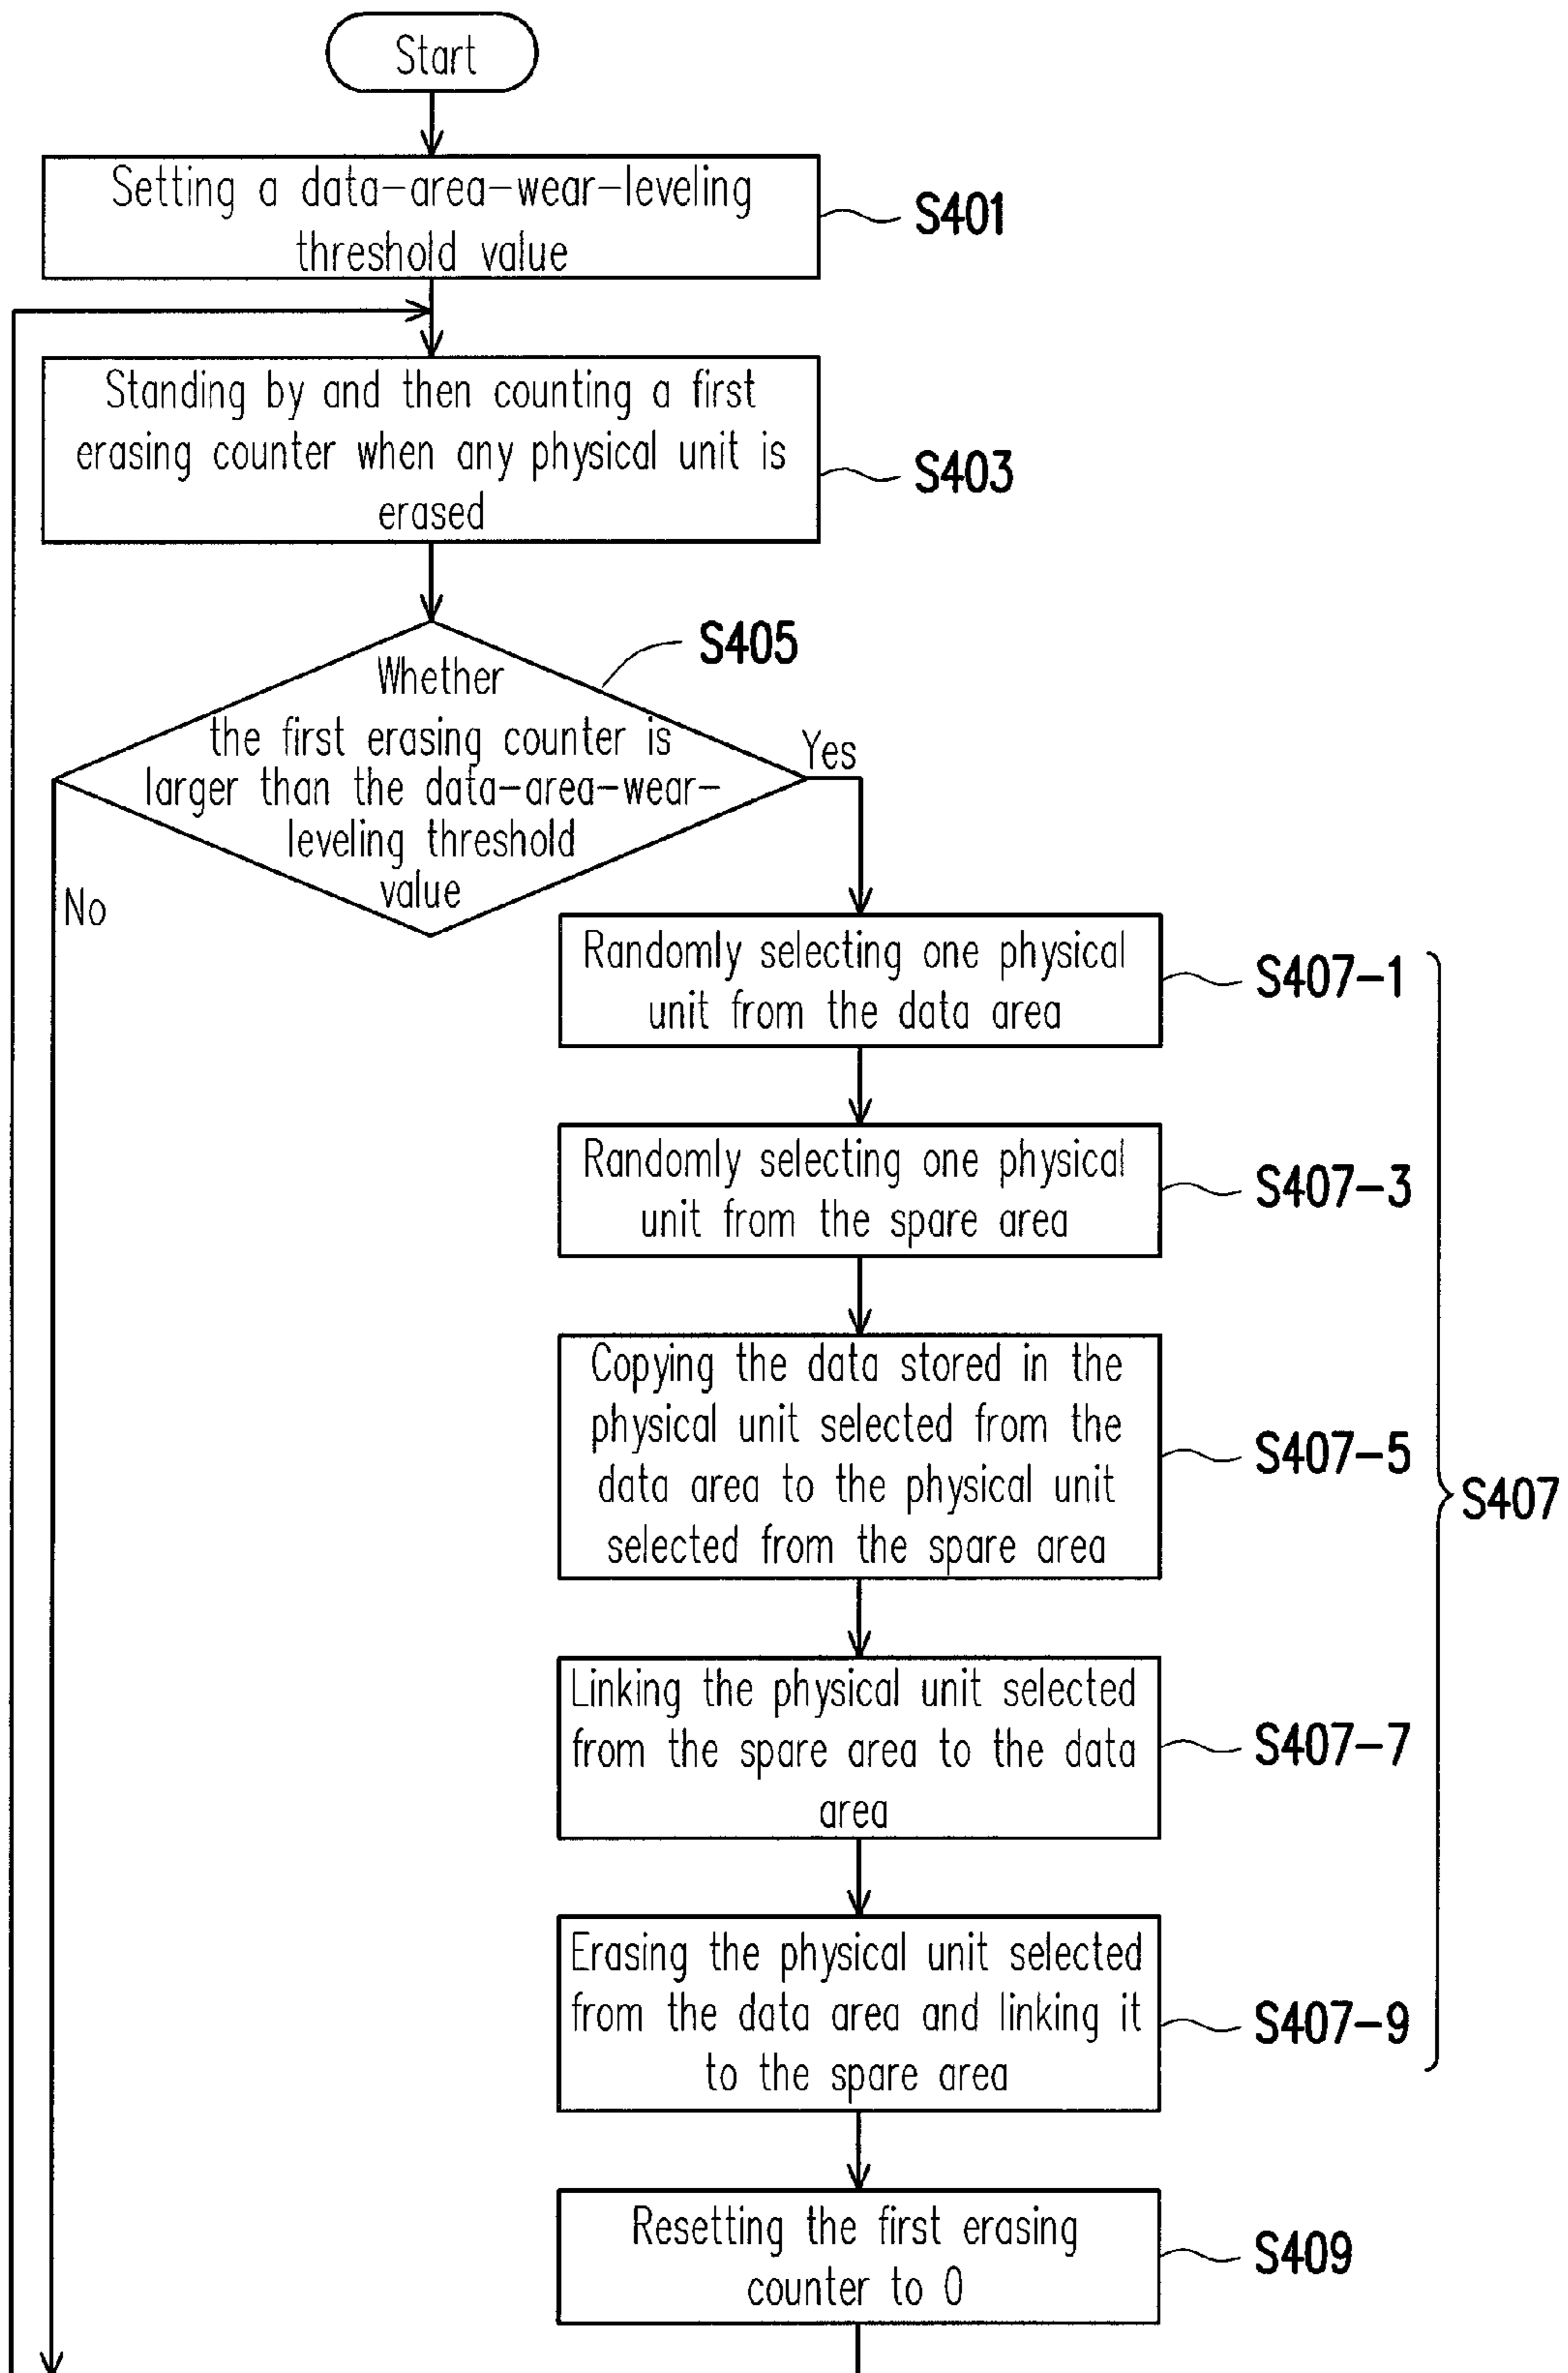 Start
Setting a data-area-wear-leveling
threshold value
S401
Standing by and then counting a first
erasing counter when any physical unit is
erased
S403
S405
Whether
the first erasing counter is
larger than the data-area-wear-
leveling threshold
value
Yes
No
Randomly selecting one physical
unit from the data area
S407-1
Randomly selecting one physical
unit from the spare area
S407-3
Copying the data stored in the
physical unit selected from the
data area to the physical unit
selected from the spare area
S407-5
S407
Linking the physical unit selected
from the spare area to the data
area
S407-7
Erasing the physical unit selected
from the data area and linking it
to the spare area
S407-9
Resetting the first erasing
counter to 0
S409